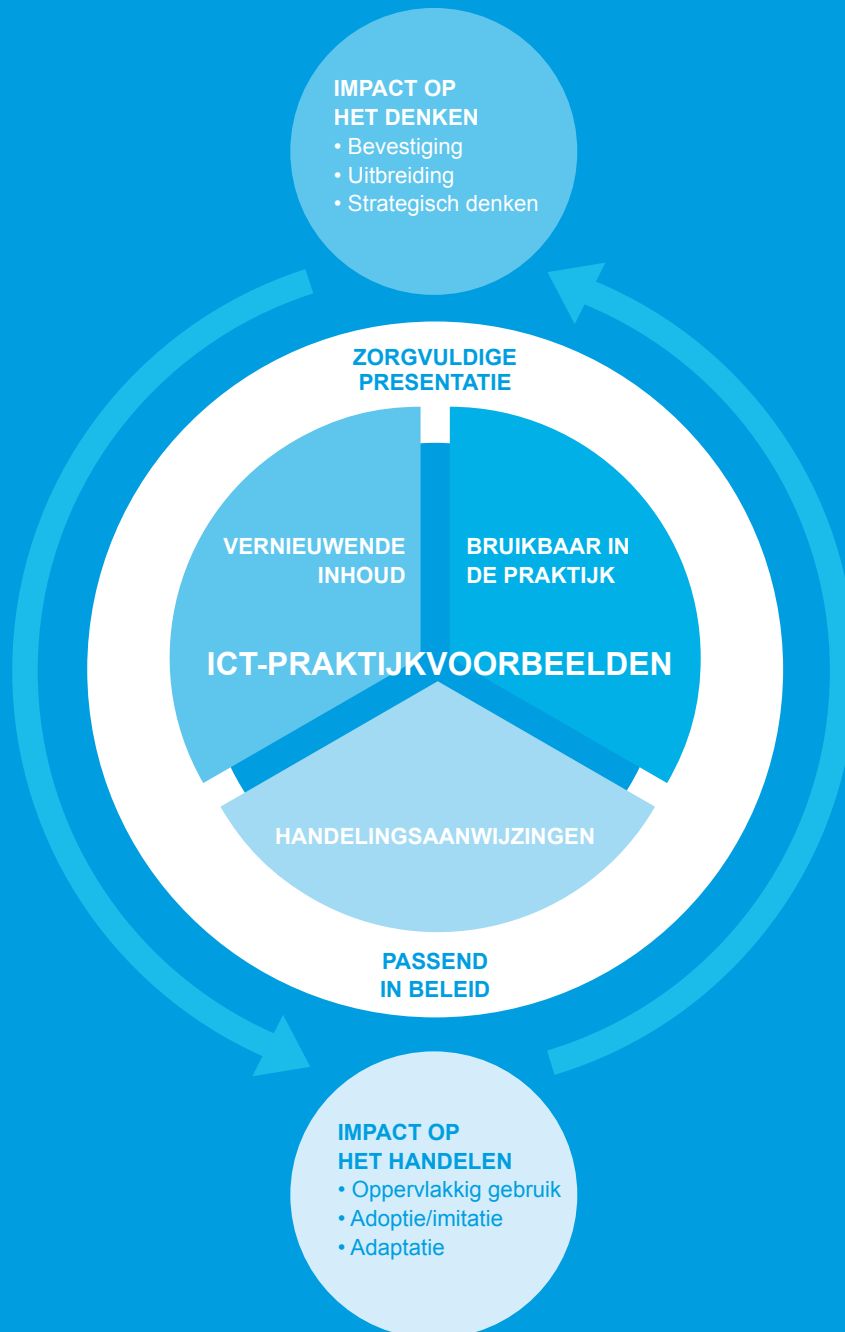 IMPACT OP
HET DENKEN
• Bevestiging
• Uitbreiding
• Strategisch denken
ZORGVULDIGE
PRESENTATIE
VERNIEUWENDE
INHOUD
BRUIKBAAR IN
DE PRAKTIJK
ICT-PRAKTIJKVOORBEELDEN
HANDELINGSAANWIJZINGEN
PASSEND
IN BELEID
IMPACT OP
HET HANDELEN
• Oppervlakkig gebruik
• Adoptie/imitatie
• Adaptatie